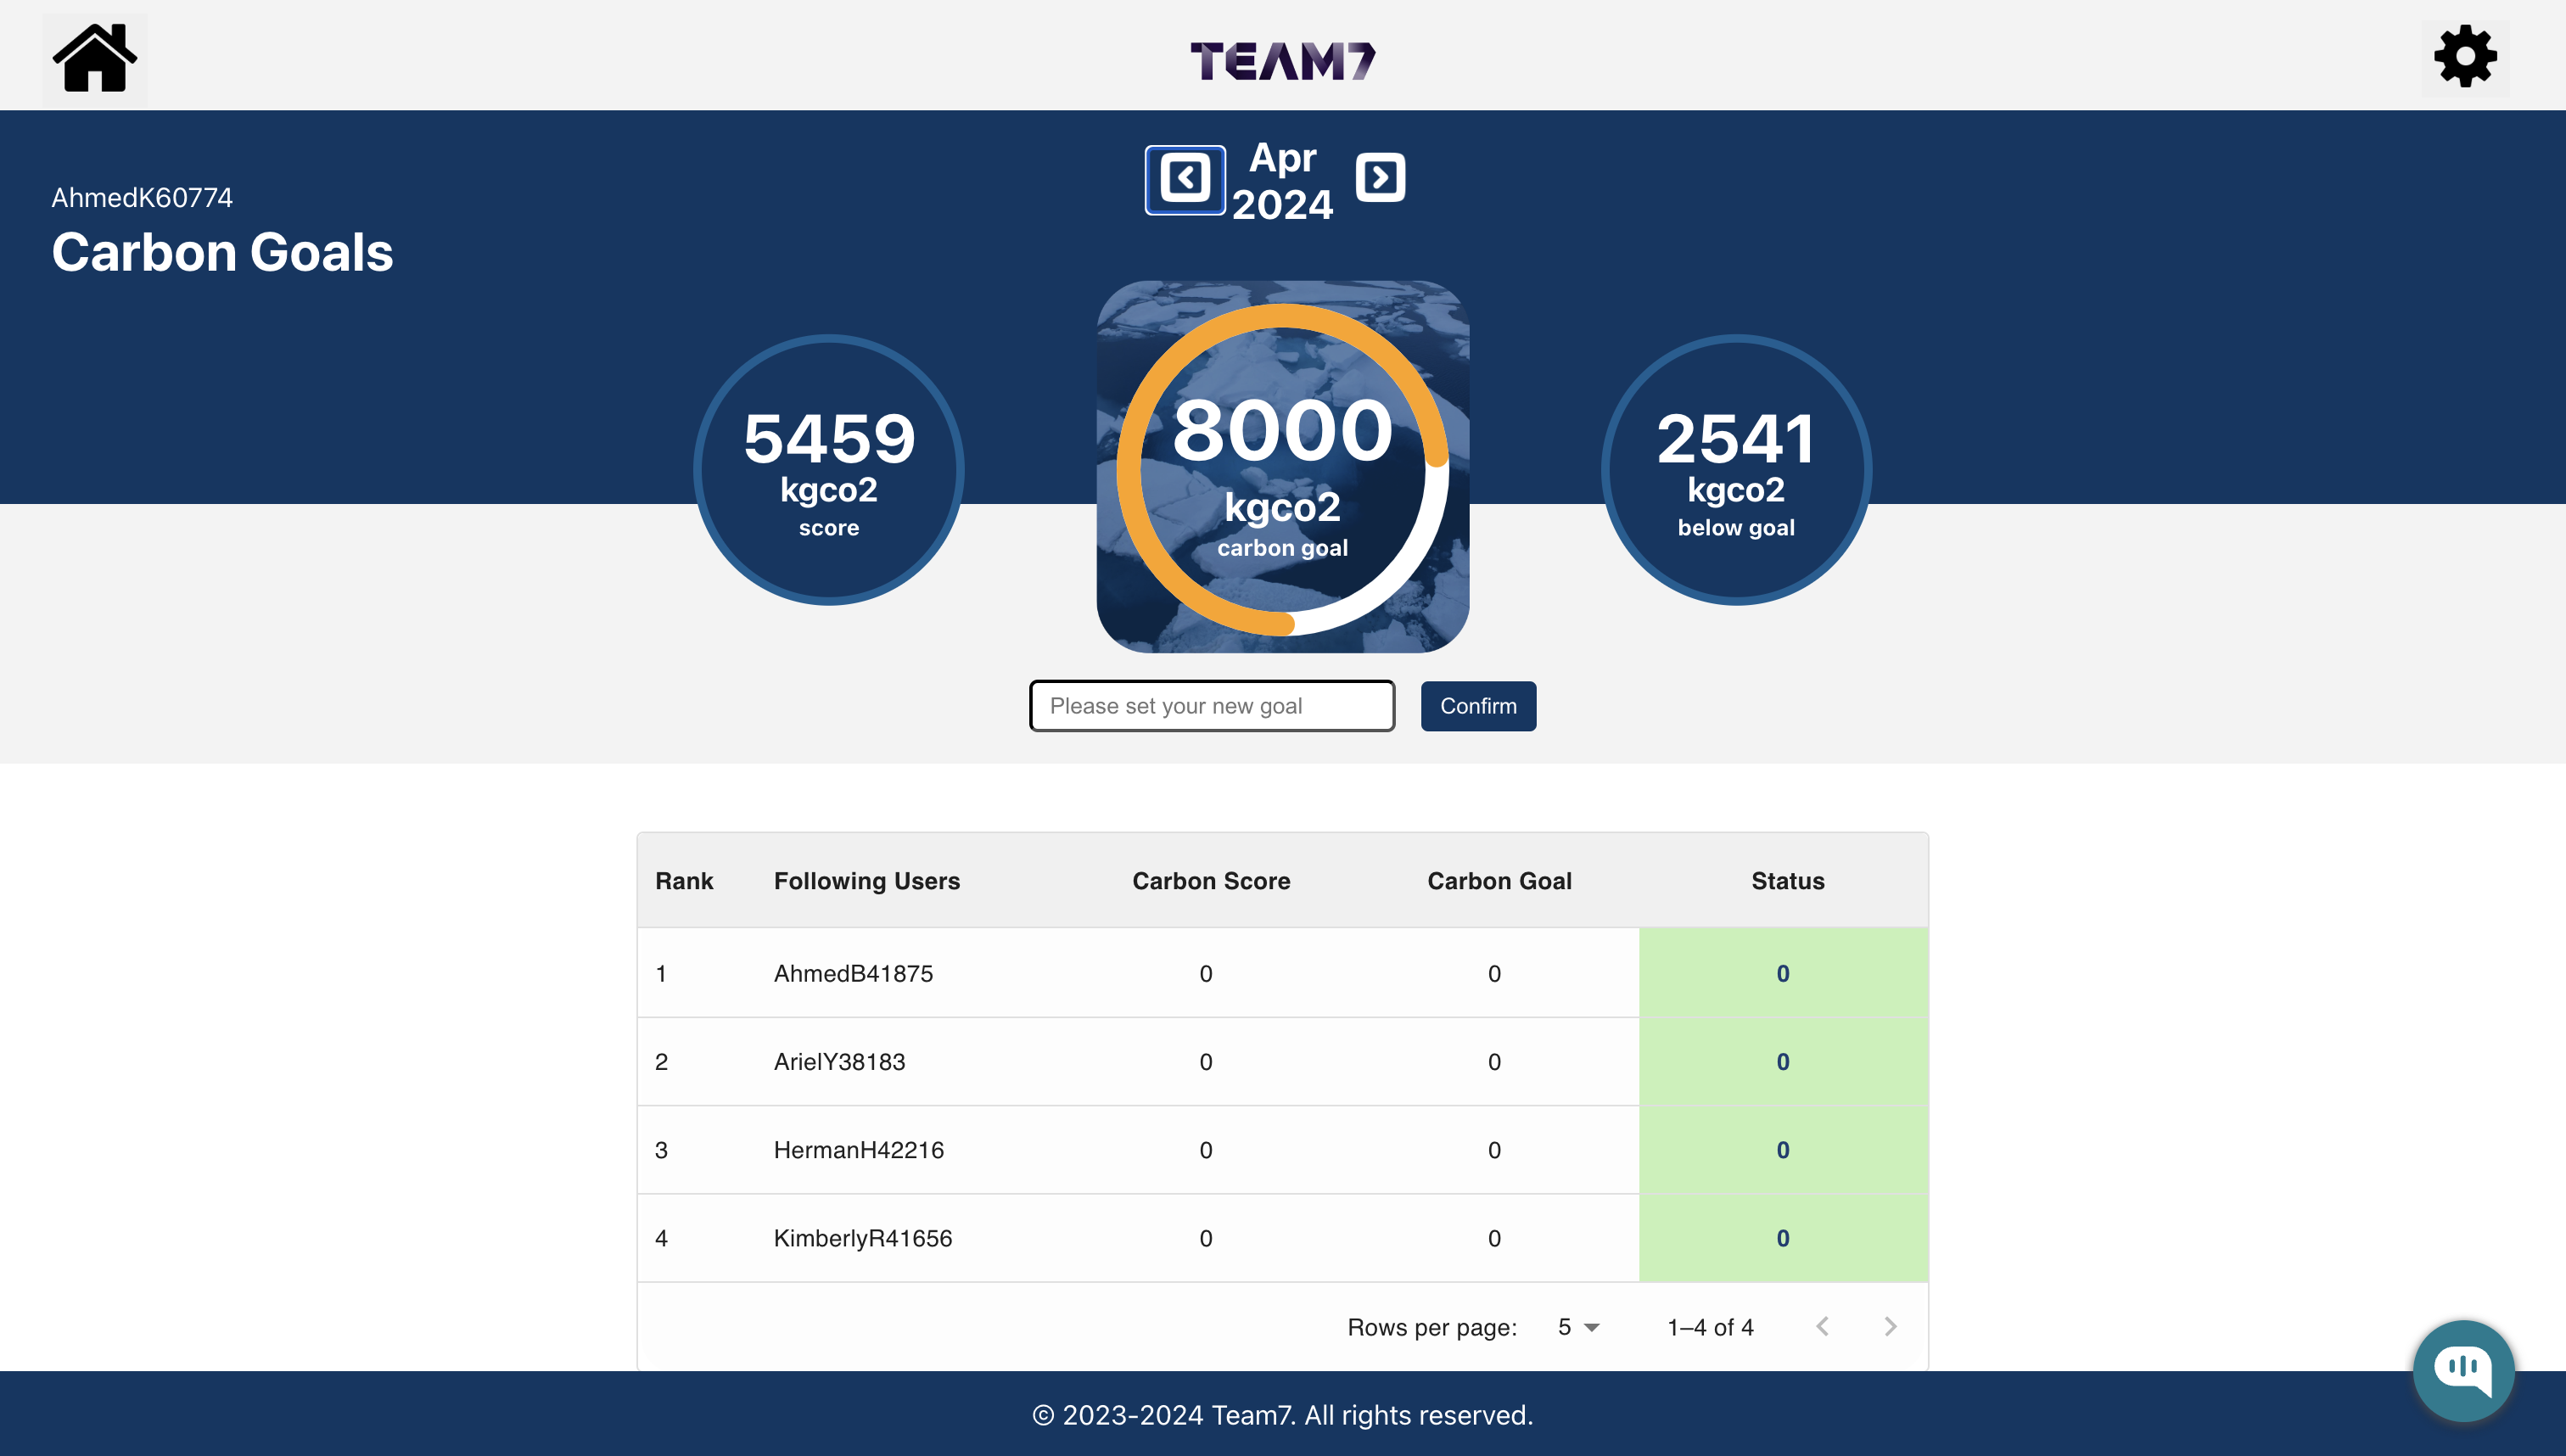 TEAM7
Apr
2024
AhmedK60774
Carbon Goals
5459
kgco2
score
8000
kgco2
carbon goal
2541
kgco2
below goal
Please set your new goal
Confirm
Rank Following Users Carbon Score Carbon Goal Status
1 AhmedB41875 0 0 0
2 ArielY38183 0 0 0
3 HermanH42216 0 0 0
4 KimberlyR41656 0 0 0
Rows per page: 5 1–4 of 4
© 2023-2024 Team7. All rights reserved.